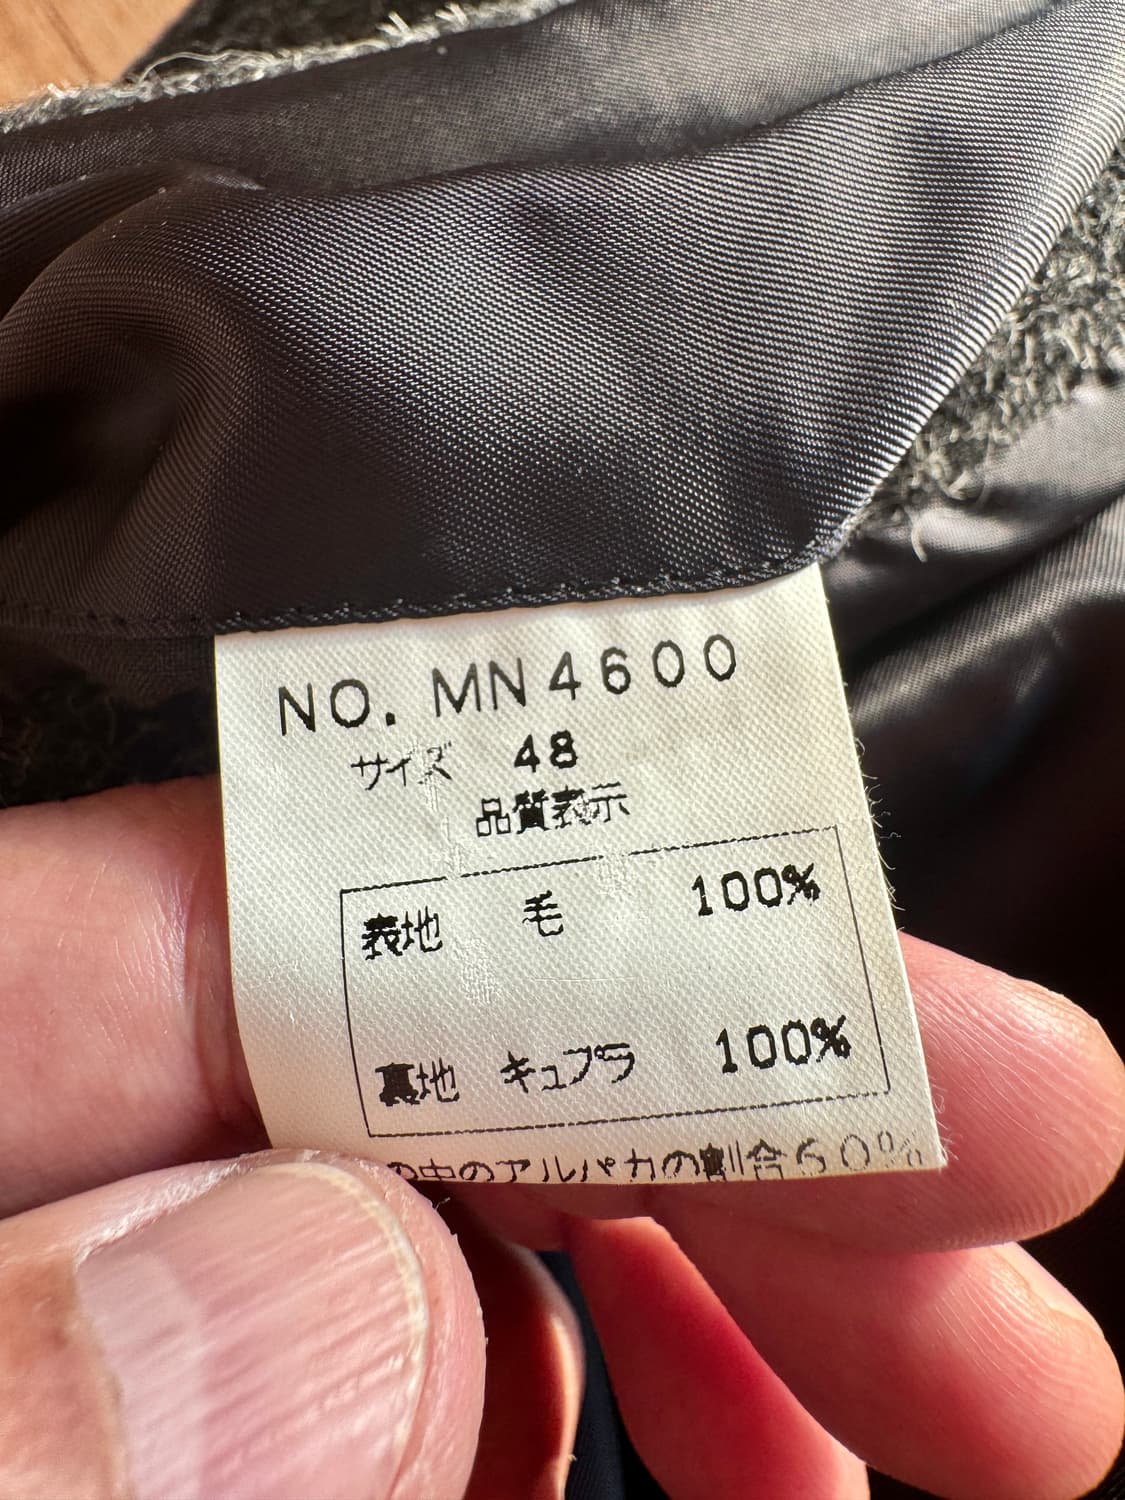 NO. MN4600
サイズ 48
品質表示
表地 毛 100%
裏地 キュプラ 100%
の中のアルパカの割合60%